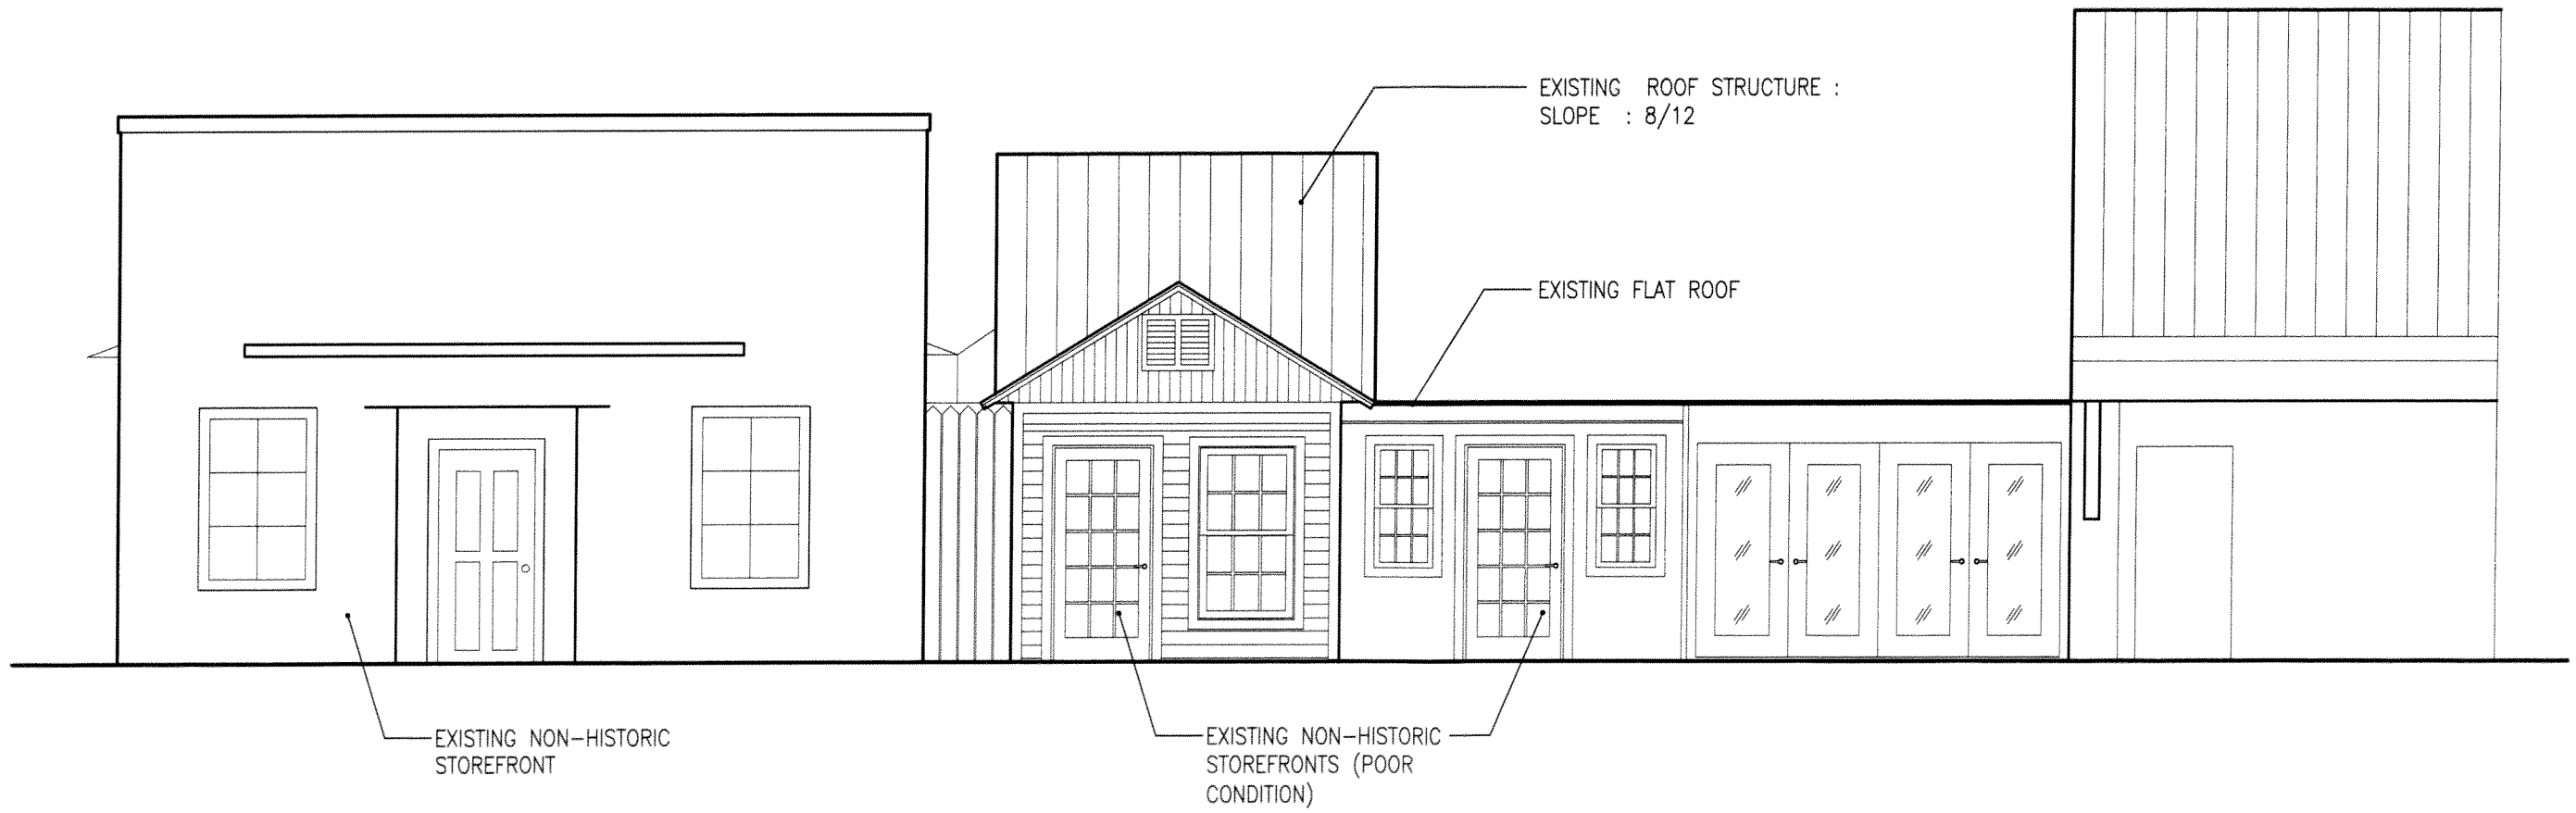 EXISTING ROOF STRUCTURE :
SLOPE : 8/12
EXISTING FLAT ROOF
EXISTING NON-HISTORIC
STOREFRONT
EXISTING NON-HISTORIC
STOREFRONTS (POOR
CONDITION)